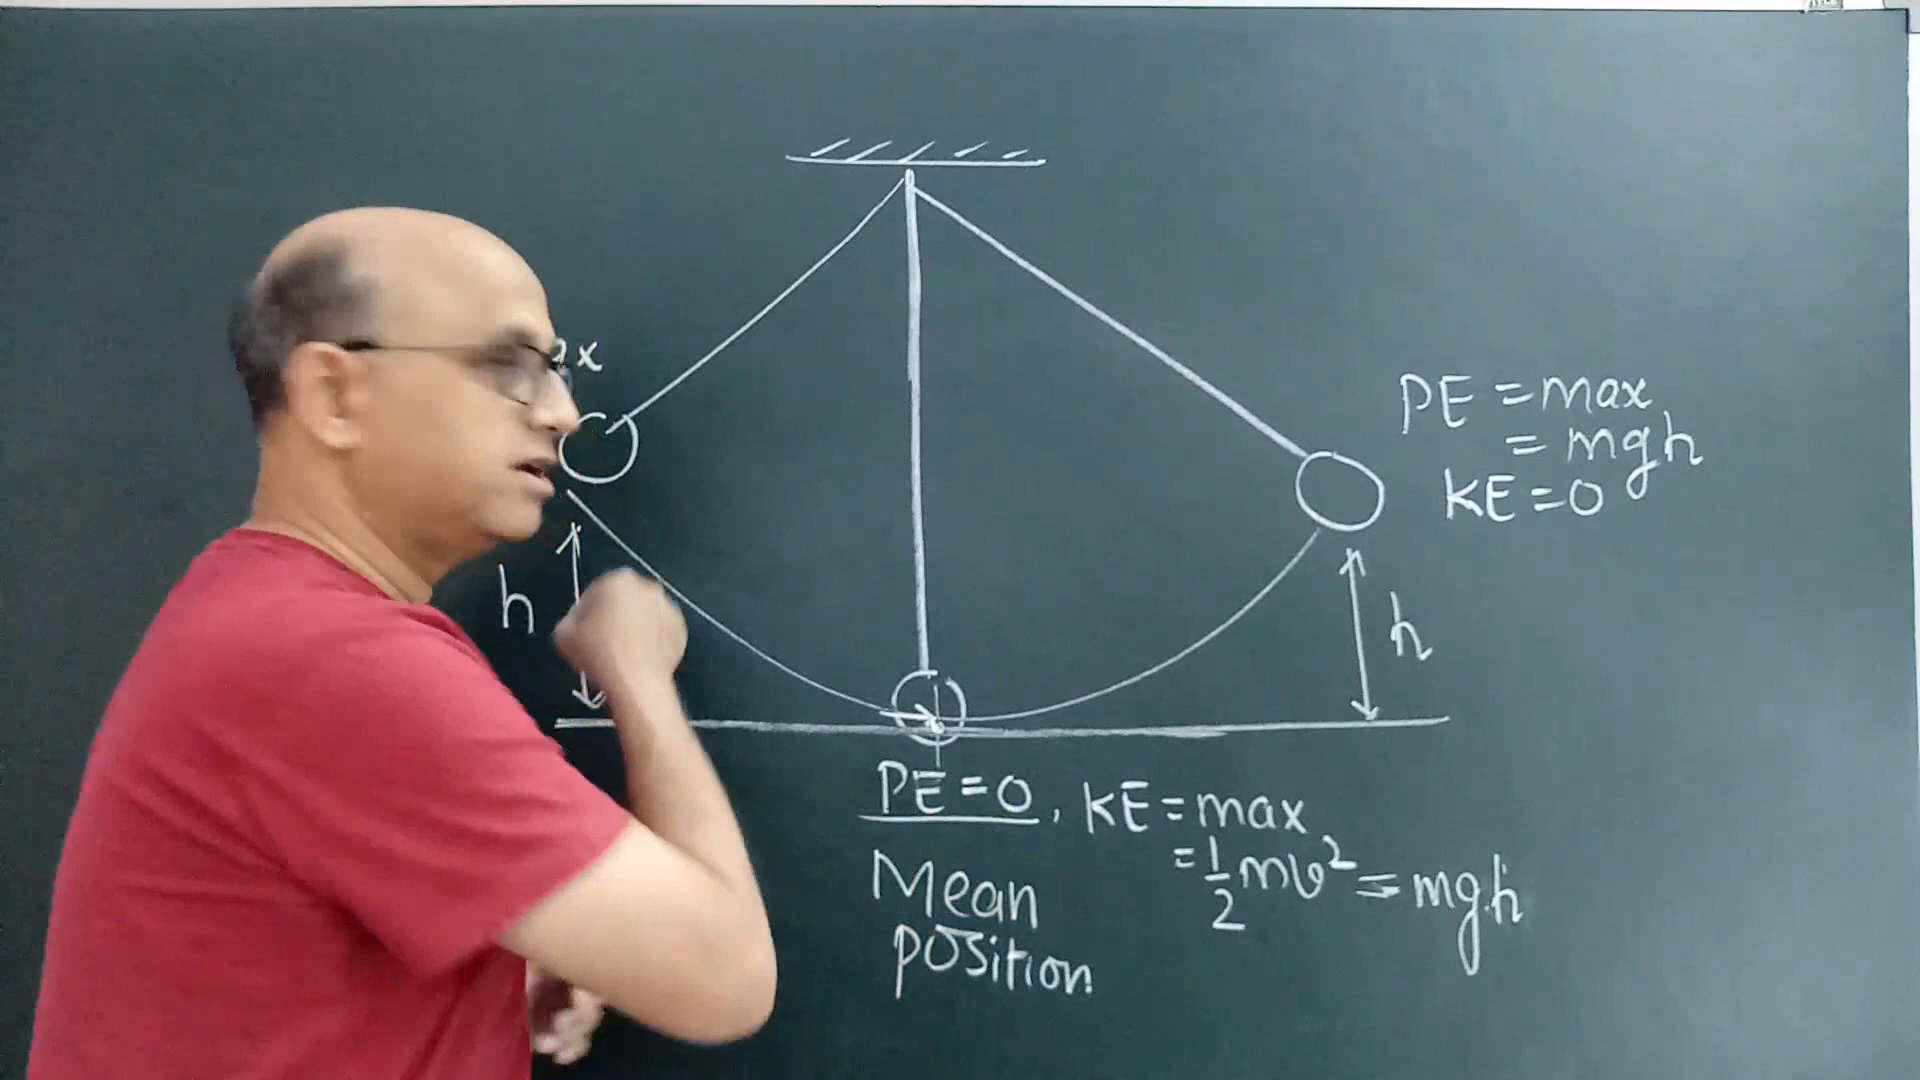 x
PE = max
= mgh
KE = 0
h
h
PE = 0, KE = max
= 1/2 mv² = mgh
Mean
position